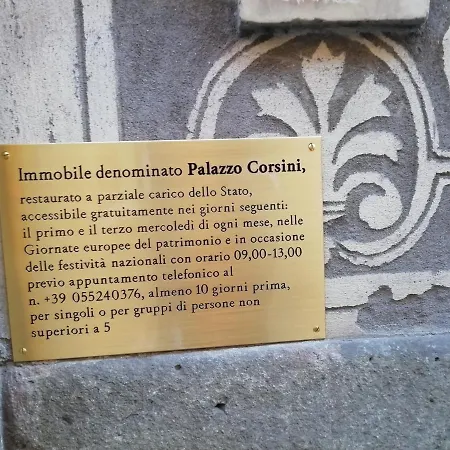 Immobile denominato Palazzo Corsini,
restaurato a parziale carico dello Stato,
accessibile gratuitamente nei giorni seguenti:
il primo e il terzo mercoledì di ogni mese, nelle
Giornate europee del patrimonio e in occasione
delle festività nazionali con orario 09,00-13,00
previo appuntamento telefonico al
n. +39 055240376, almeno 10 giorni prima,
per singoli o per gruppi di persone non
superiori a 5